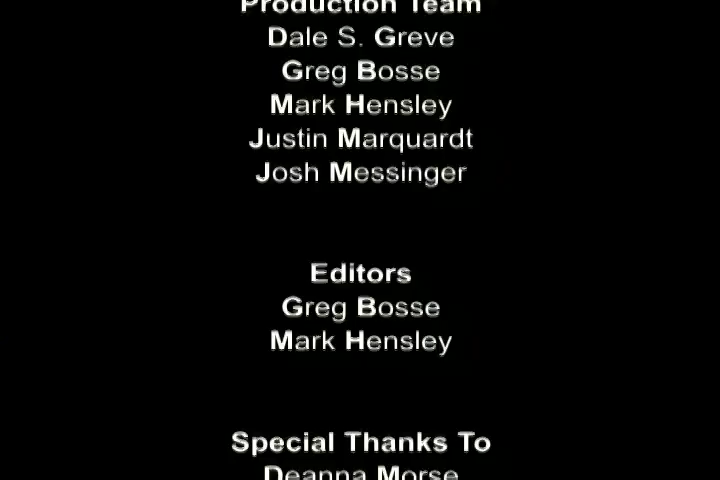 Production Team
Dale S. Greve
Greg Bosse
Mark Hensley
Justin Marquardt
Josh Messinger
Editors
Greg Bosse
Mark Hensley
Special Thanks To
Deanna Morse